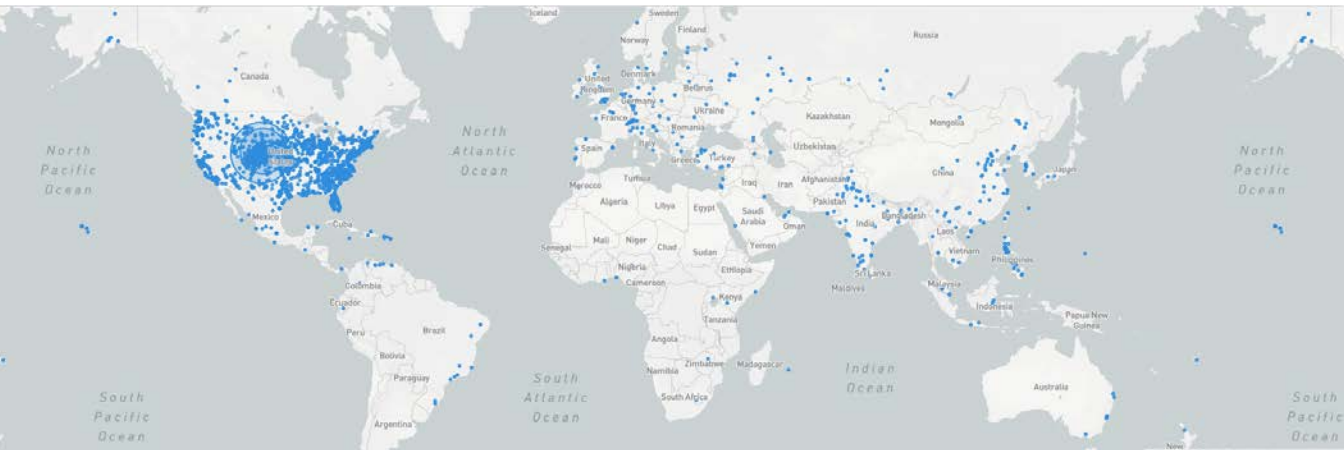 Iceland
Sweden
Finland
Norway
Russia
Canada
United
Kingdom
Denmark
Belarus
Germany
Ukraine
France
Romania
Kazakhstan
Mongolia
North
Pacific
Ocean
North
Atlantic
Ocean
United
States
Spain
Italy
Greece
Turkey
Uzbekistan
China
Japan
North
Pacific
Ocean
Morocco
Tunisia
Iraq
Iran
Afghanistan
Pakistan
Algeria
Libya
Egypt
Saudi
Arabia
Oman
India
Bangladesh
Mexico
Cuba
Senegal
Mali
Niger
Chad
Sudan
Yemen
Laos
Vietnam
Philippines
Nigeria
Cameroon
Ethiopia
Sri Lanka
Maldives
Malaysia
Colombia
Ecuador
Kenya
Tanzania
Indonesia
Papua New
Guinea
Peru
Brazil
Bolivia
Paraguay
Angola
Namibia
Zimbabwe
Madagascar
Indian
Ocean
Australia
South
Pacific
Ocean
Argentina
South
Atlantic
Ocean
South Africa
South
Pacific
Ocean
New